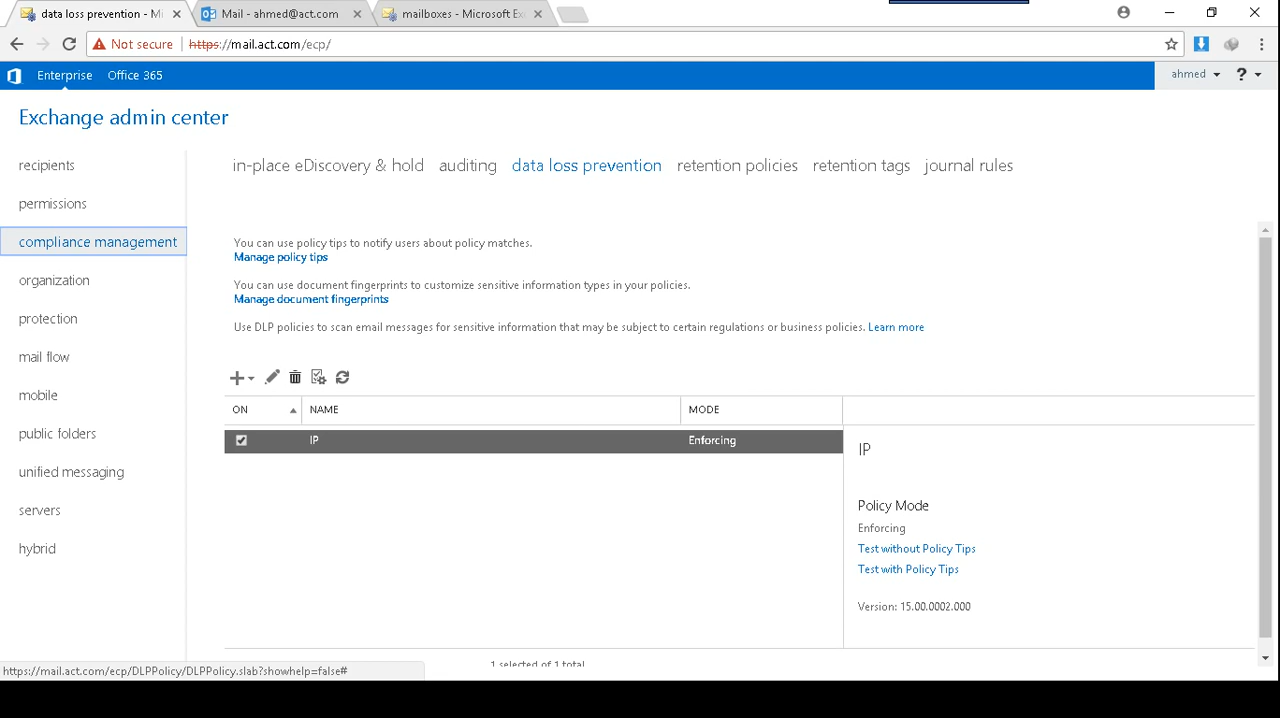 data loss prevention - Mi
Mail - ahmed@act.com
mailboxes - Microsoft Ex
Not secure
https://mail.act.com/ecp/
Enterprise
Office 365
ahmed
?
Exchange admin center
recipients
permissions
compliance management
organization
protection
mail flow
mobile
public folders
unified messaging
servers
hybrid
in-place eDiscovery & hold
auditing
data loss prevention
retention policies
retention tags
journal rules
You can use policy tips to notify users about policy matches.
Manage policy tips
You can use document fingerprints to customize sensitive information types in your policies.
Manage document fingerprints
Use DLP policies to scan email messages for sensitive information that may be subject to certain regulations or business policies. Learn more
ON
NAME
MODE
IP
Enforcing
IP
Policy Mode
Enforcing
Test without Policy Tips
Test with Policy Tips
Version: 15.00.0002.000
1 selected of 1 total
https://mail.act.com/ecp/DLPPolicy/DLPPolicy.slab?showhelp=false#